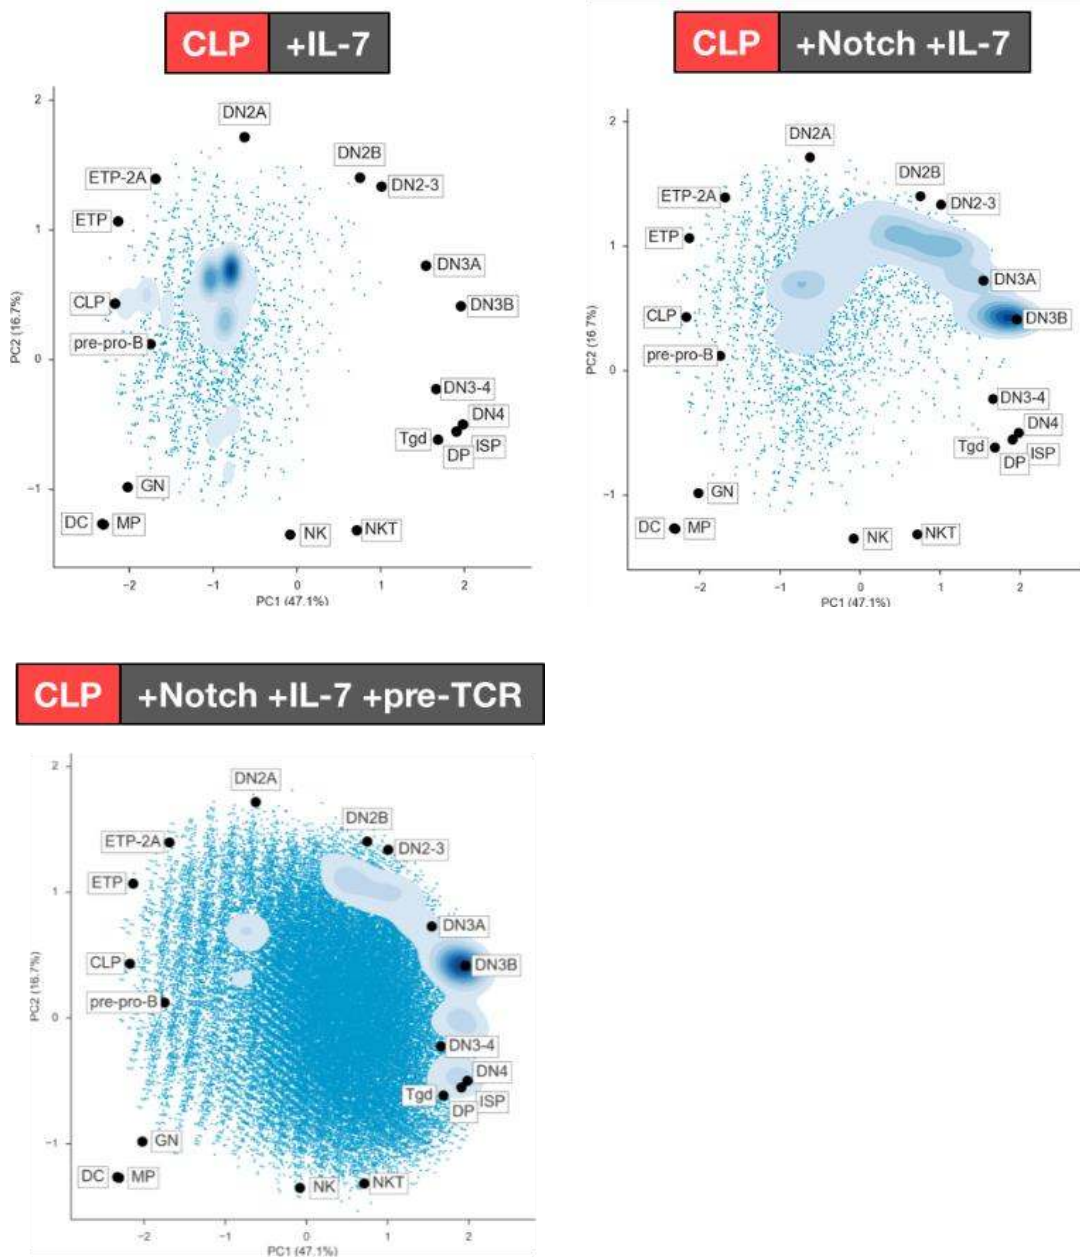 CLP +IL-7
2
DN2A
DN2B
ETP-2A
DN2-3
ETP
1
DN3A
CLP
DN3B
pre-pro-B
0
DN3-4
DN4
Tgd
DP
ISP
GN
-1
DC
MP
NK
NKT
PC2 (16.7%)
−2 −1 0 1 2
PC1 (47.1%)
CLP +Notch +IL-7
2
DN2A
DN2B
ETP-2A
DN2-3
ETP
1
DN3A
CLP
DN3B
pre-pro-B
0
DN3-4
DN4
Tgd
DP
ISP
GN
−1
DC
MP
NK
NKT
PC2 (16.7%)
−2 −1 0 1 2
PC1 (47.1%)
CLP +Notch +IL-7 +pre-TCR
2
DN2A
DN2B
ETP-2A
DN2-3
ETP
1
DN3A
CLP
DN3B
pre-pro-B
0
DN3-4
DN4
Tgd
DP
ISP
GN
−1
DC
MP
NK
NKT
PC2 (16.7%)
−2 −1 0 1 2
PC1 (47.1%)